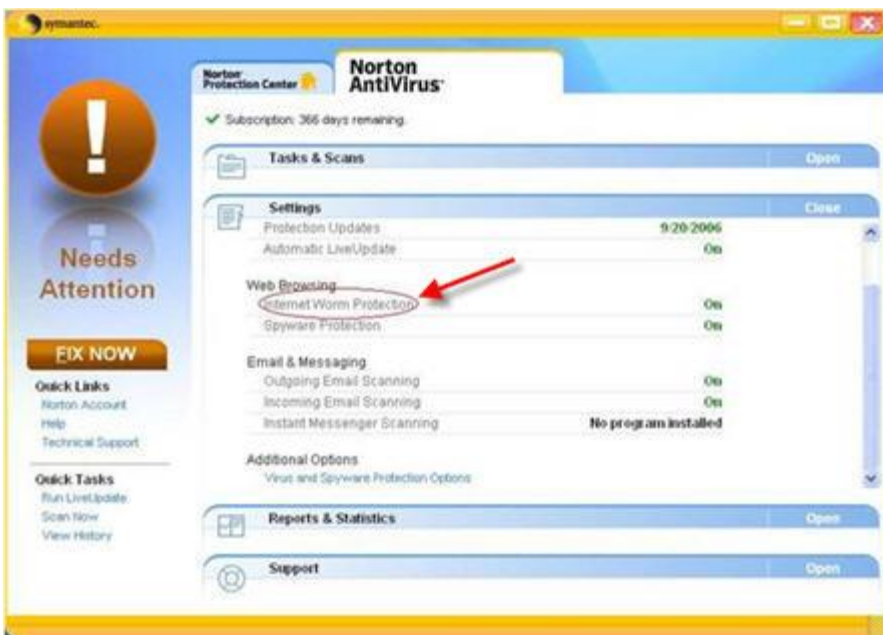 symantec.
Norton
Protection Center
Norton
AntiVirus
Subscription: 366 days remaining.
Tasks & Scans Open
Settings Close
Protection Updates 9/20/2006
Automatic LiveUpdate On
Web Browsing
Internet Worm Protection On
Spyware Protection On
Email & Messaging
Outgoing Email Scanning On
Incoming Email Scanning On
Instant Messenger Scanning No program installed
Additional Options
Virus and Spyware Protection Options
Reports & Statistics Open
Support Open
!
Needs
Attention
FIX NOW
Quick Links
Norton Account
Help
Technical Support
Quick Tasks
Run LiveUpdate
Scan Now
View History